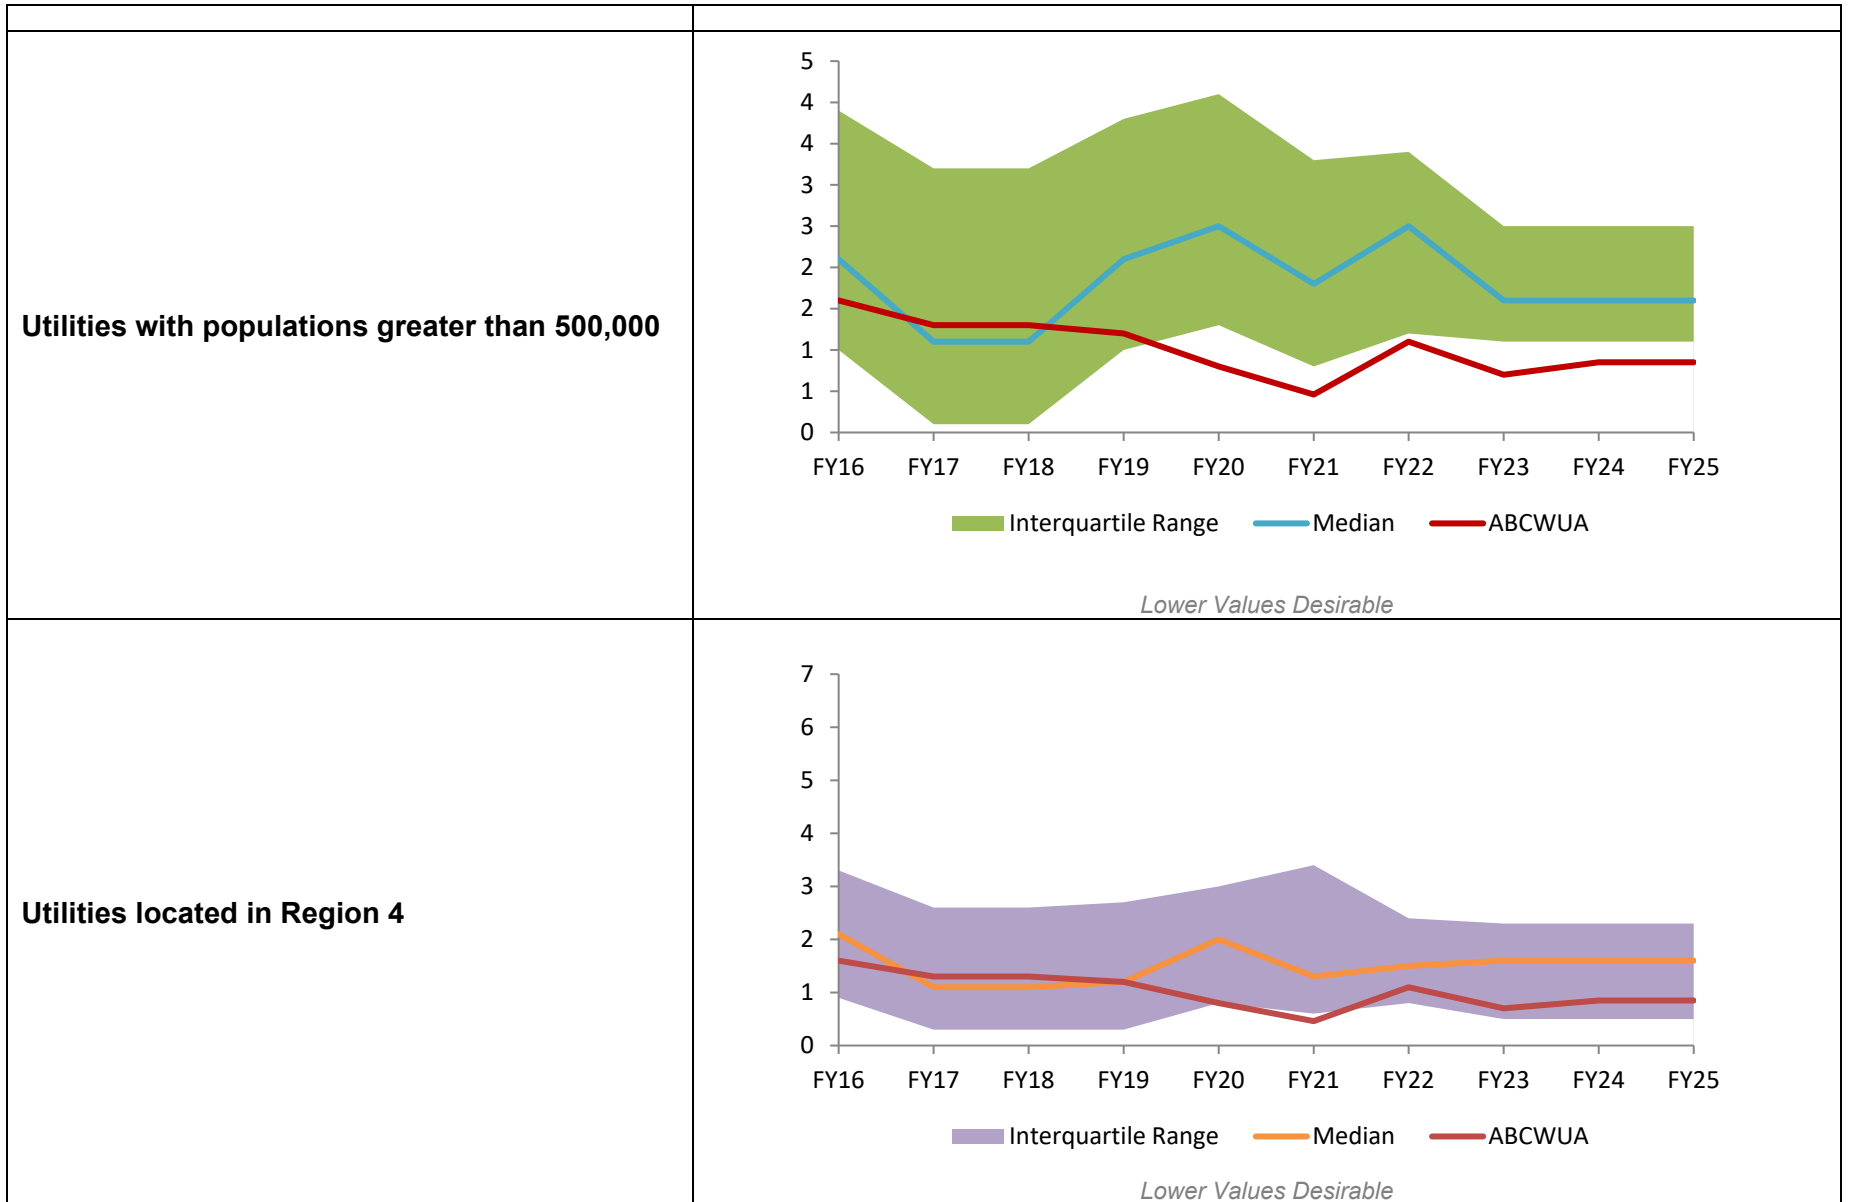 5
4
4
3
3
2
2
1
1
0
FY16 FY17 FY18 FY19 FY20 FY21 FY22 FY23 FY24 FY25
Interquartile Range Median ABCWUA
Utilities with populations greater than 500,000
Lower Values Desirable
7
6
5
4
3
2
1
0
FY16 FY17 FY18 FY19 FY20 FY21 FY22 FY23 FY24 FY25
Interquartile Range Median ABCWUA
Utilities located in Region 4
Lower Values Desirable